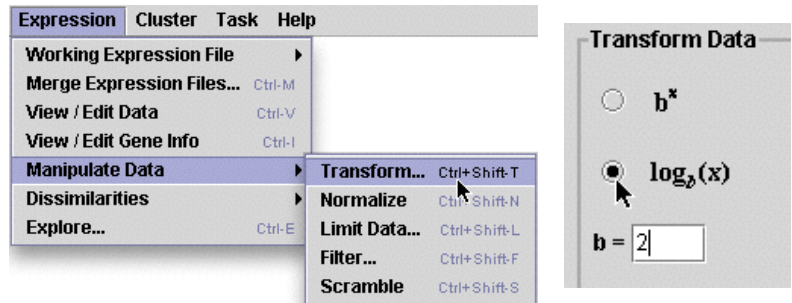 Expression Cluster Task Help
Working Expression File
Merge Expression Files... Ctrl-M
View / Edit Data Ctrl-V
View / Edit Gene Info Ctrl-I
Manipulate Data
Dissimilarities
Explore... Ctrl-E
Transform... Ctrl+Shift-T
Normalize Ctrl+Shift-N
Limit Data... Ctrl+Shift-L
Filter... Ctrl+Shift-F
Scramble Ctrl+Shift-S
Transform Data
bˣ
log_b(x)
b = 2